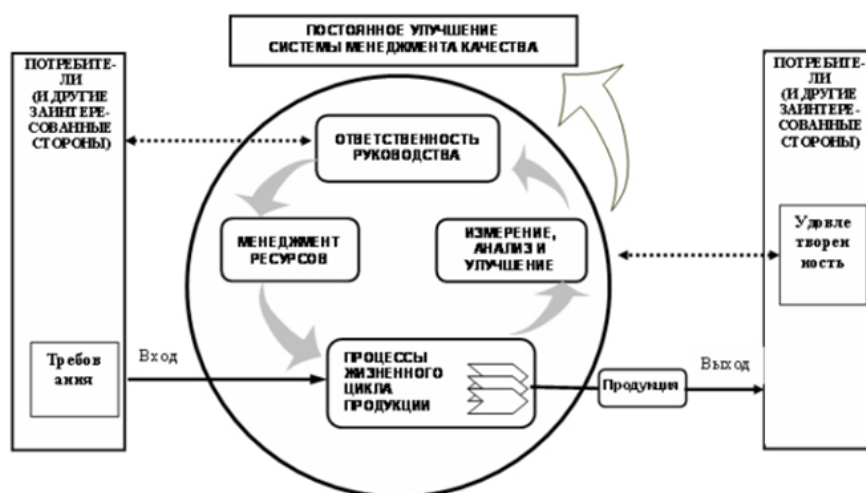 ПОСТОЯННОЕ УЛУЧШЕНИЕ
СИСТЕМЫ МЕНЕДЖМЕНТА КАЧЕСТВА
ПОТРЕБИТЕ-
ЛИ
(И ДРУГИЕ
ЗАИНТЕРЕ-
СОВАННЫЕ
СТОРОНЫ)
ОТВЕТСТВЕННОСТЬ
РУКОВОДСТВА
ПОТРЕБИТЕ-
ЛИ
(И ДРУГИЕ
ЗАИНТЕРЕ-
СОВАННЫЕ
СТОРОНЫ)
МЕНЕДЖМЕНТ
РЕСУРСОВ
ИЗМЕРЕНИЕ,
АНАЛИЗ И
УЛУЧШЕНИЕ
Удовле
творен
ность
Требов
ания
Вход
ПРОЦЕССЫ
ЖИЗНЕННОГО
ЦИКЛА
ПРОДУКЦИИ
Продукция
Выход